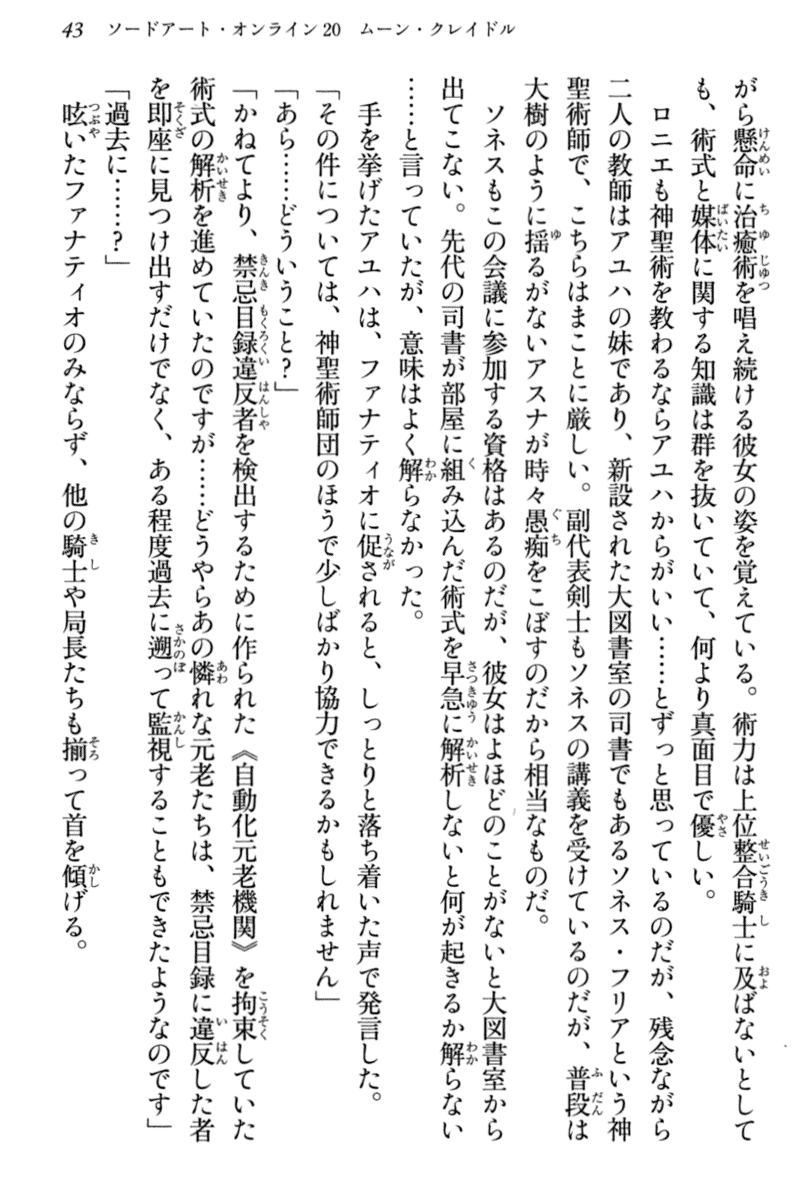 43　ソードアート・オンライン20　ムーン・クレイドル
がら懸命に治癒術を唱え続ける彼女の姿を覚えている。術力は上位整合騎士に及ばないとして
も、術式と媒体に関する知識は群を抜いていて、何より真面目で優しい。
　ロニエも神聖術を教わるならアユハからがいい……とずっと思っているのだが、残念ながら
二人の教師はアユハの妹であり、新設された大図書室の司書でもあるソネス・フリアという神
聖術師で、こちらはまことに厳しい。副代表剣士もソネスの講義を受けているのだが、普段は
大樹のように揺るがないアスナが時々愚痴をこぼすのだから相当なものだ。
　ソネスもこの会議に参加する資格はあるのだが、彼女はよほどのことがないと大図書室から
出てこない。先代の司書が部屋に組み込んだ術式を早急に解析しないと何が起きるか解らない
……と言っていたが、意味はよく解らなかった。
　手を挙げたアユハは、ファナティオに促されると、しっとりと落ち着いた声で発言した。
「その件については、神聖術師団のほうで少しばかり協力できるかもしれません」
「あら……どういうこと？」
「かねてより、禁忌目録違反者を検出するために作られた《自動化元老機関》を拘束していた
術式の解析を進めていたのですが……どうやらあの憐れな元老たちは、禁忌目録に違反した者
を即座に見つけ出すだけでなく、ある程度過去に遡って監視することもできたようなのです」
「過去に……？」
　呟いたファナティオのみならず、他の騎士や局長たちも揃って首を傾げる。